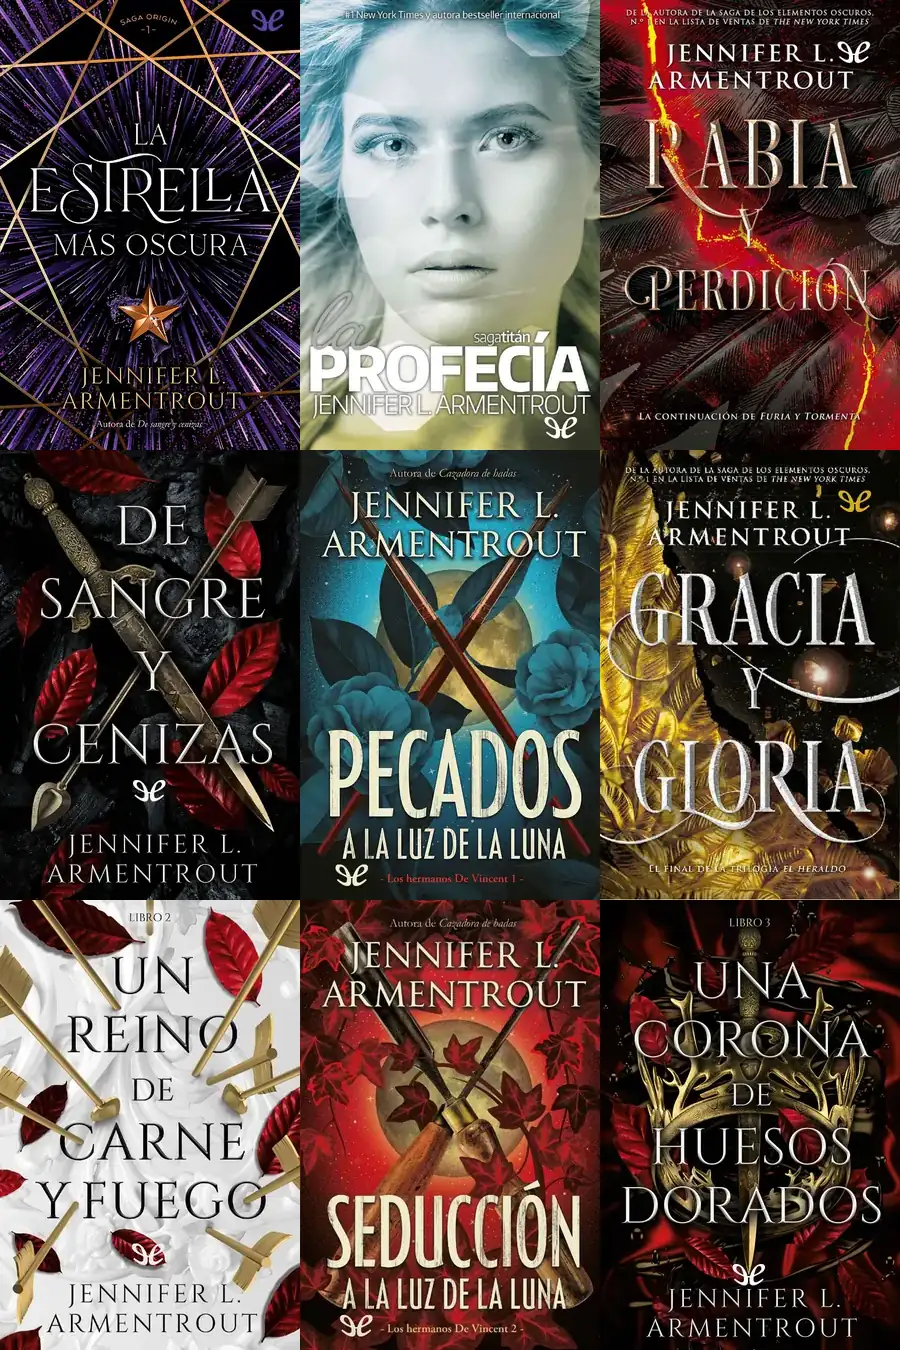 SAGA ORIGIN
-1-
LA
ESTRELLA
MÁS OSCURA
JENNIFER L.
ARMENTROUT
Autora de De sangre y cenizas
#1 New York Times y autora bestseller internacional
la
sagatitán
PROFECÍA
JENNIFER L. ARMENTROUT
DE LA AUTORA DE LA SAGA DE LOS ELEMENTOS OSCUROS,
N.º 1 EN LA LISTA DE VENTAS DE THE NEW YORK TIMES
JENNIFER L.
ARMENTROUT
RABIA
Y
PERDICIÓN
LA CONTINUACIÓN DE FURIA Y TORMENTA
DE
SANGRE
Y
CENIZAS
JENNIFER L.
ARMENTROUT
Autora de Cazadora de hadas
JENNIFER L.
ARMENTROUT
PECADOS
A LA LUZ DE LA LUNA
- Los hermanos De Vincent 1 -
DE LA AUTORA DE LA SAGA DE LOS ELEMENTOS OSCUROS,
N.º 1 EN LA LISTA DE VENTAS DE THE NEW YORK TIMES
JENNIFER L.
ARMENTROUT
GRACIA
Y
GLORIA
EL FINAL DE LA TRILOGÍA EL HERALDO
LIBRO 2
UN
REINO
DE
CARNE
Y FUEGO
JENNIFER L.
ARMENTROUT
Autora de Cazadora de hadas
JENNIFER L.
ARMENTROUT
SEDUCCIÓN
A LA LUZ DE LA LUNA
- Los hermanos De Vincent 2 -
LIBRO 3
UNA
CORONA
DE
HUESOS
DORADOS
JENNIFER L.
ARMENTROUT